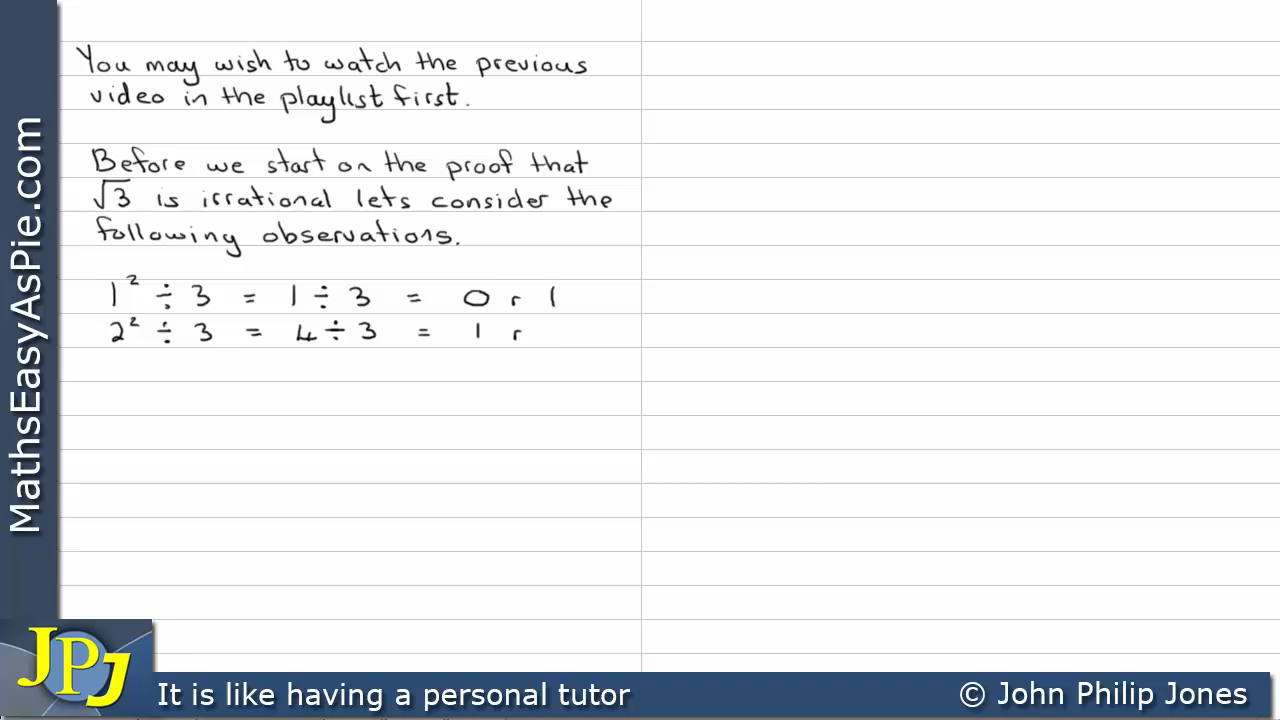 You may wish to watch the previous
video in the playlist first.
Before we start on the proof that
√3 is irrational lets consider the
following observations.
1² ÷ 3 = 1 ÷ 3 = 0 r 1
2² ÷ 3 = 4 ÷ 3 = 1 r
MathsEasyAsPie.com
JPJ
It is like having a personal tutor
© John Philip Jones